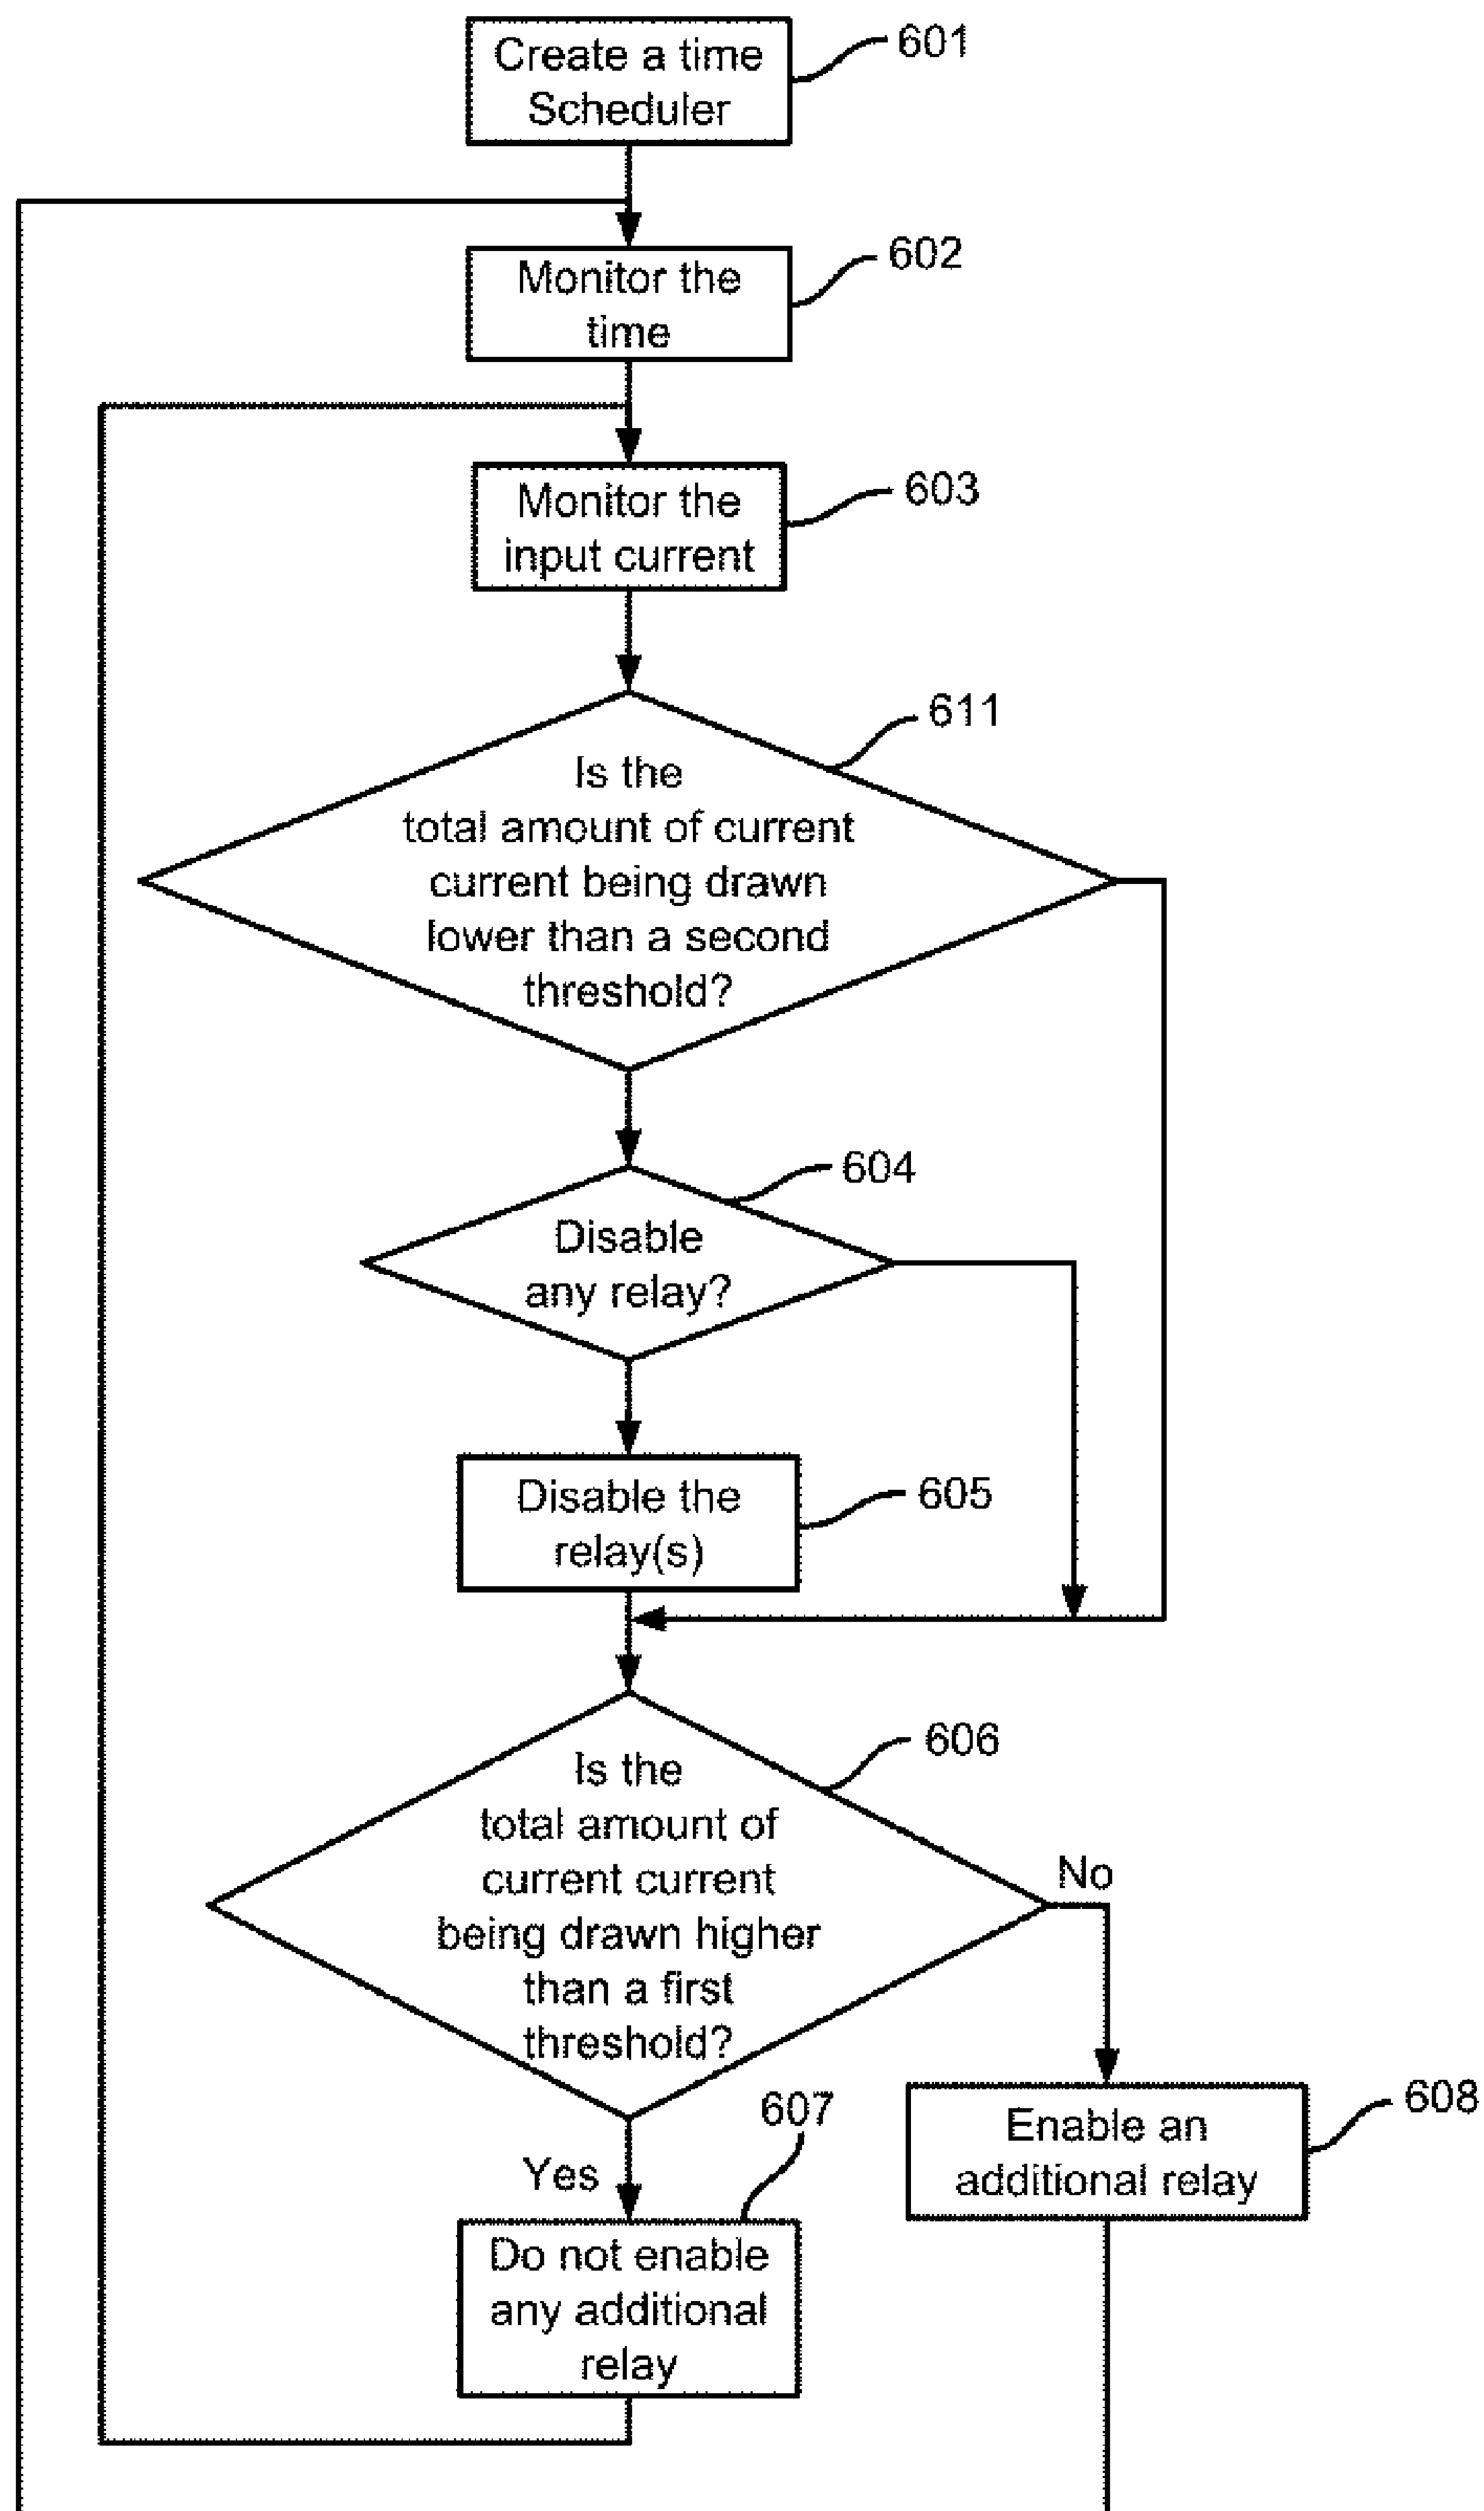 Create a time
Scheduler
601
Monitor the
time
602
Monitor the
input current
603
Is the
total amount of current
current being drawn
lower than a second
threshold?
611
Disable
any relay?
604
Disable the
relay(s)
605
Is the
total amount of
current current
being drawn higher
than a first
threshold?
606
No
Yes
607
Do not enable
any additional
relay
Enable an
additional relay
608